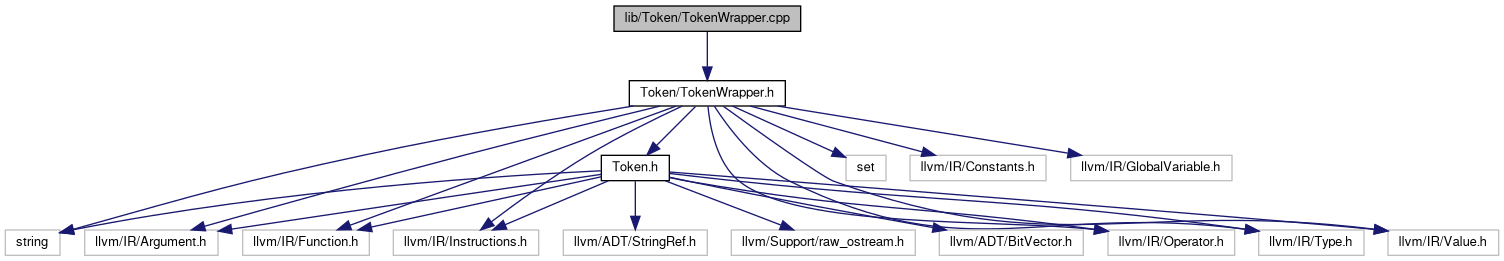 lib/Token/TokenWrapper.cpp
Token/TokenWrapper.h
Token.h
set
llvm/IR/Constants.h
llvm/IR/GlobalVariable.h
string
llvm/IR/Argument.h
llvm/IR/Function.h
llvm/IR/Instructions.h
llvm/ADT/StringRef.h
llvm/Support/raw_ostream.h
llvm/ADT/BitVector.h
llvm/IR/Operator.h
llvm/IR/Type.h
llvm/IR/Value.h